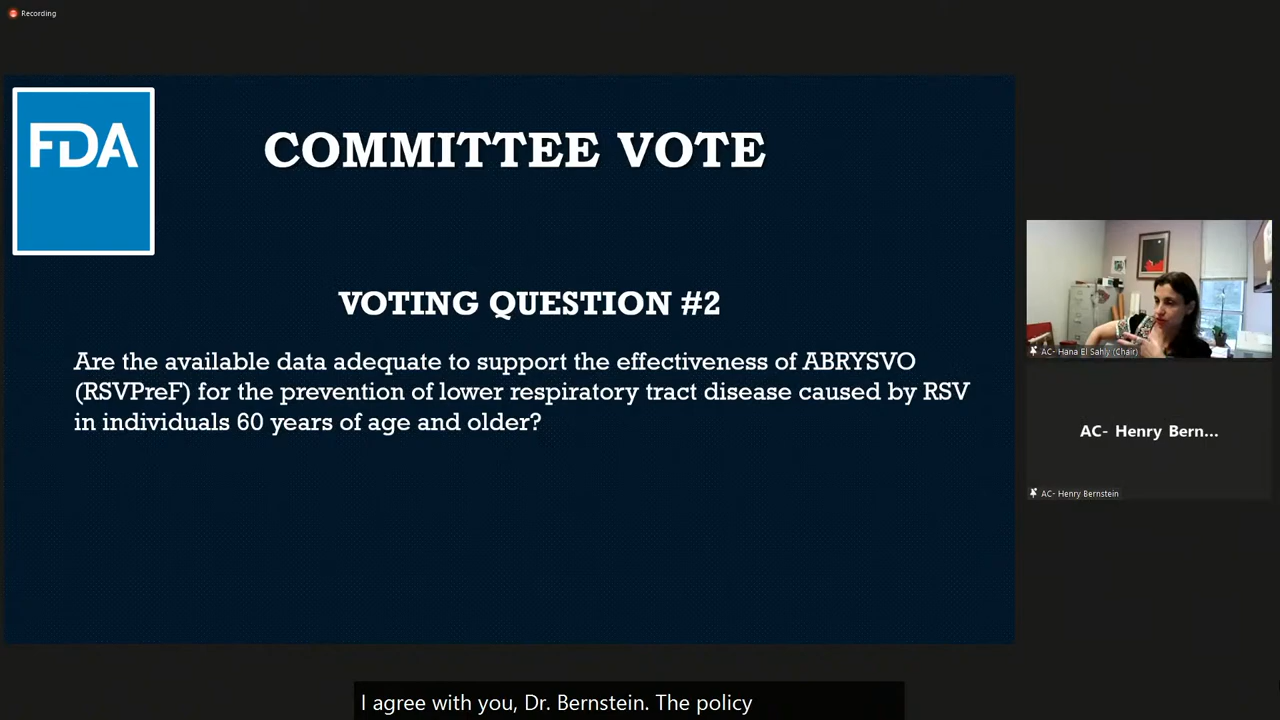 Recording
FDA
COMMITTEE VOTE
VOTING QUESTION #2
Are the available data adequate to support the effectiveness of ABRYSVO
(RSVPreF) for the prevention of lower respiratory tract disease caused by RSV
in individuals 60 years of age and older?
AC- Hana El Sahly (Chair)
AC- Henry Bern...
AC- Henry Bernstein
I agree with you, Dr. Bernstein. The policy